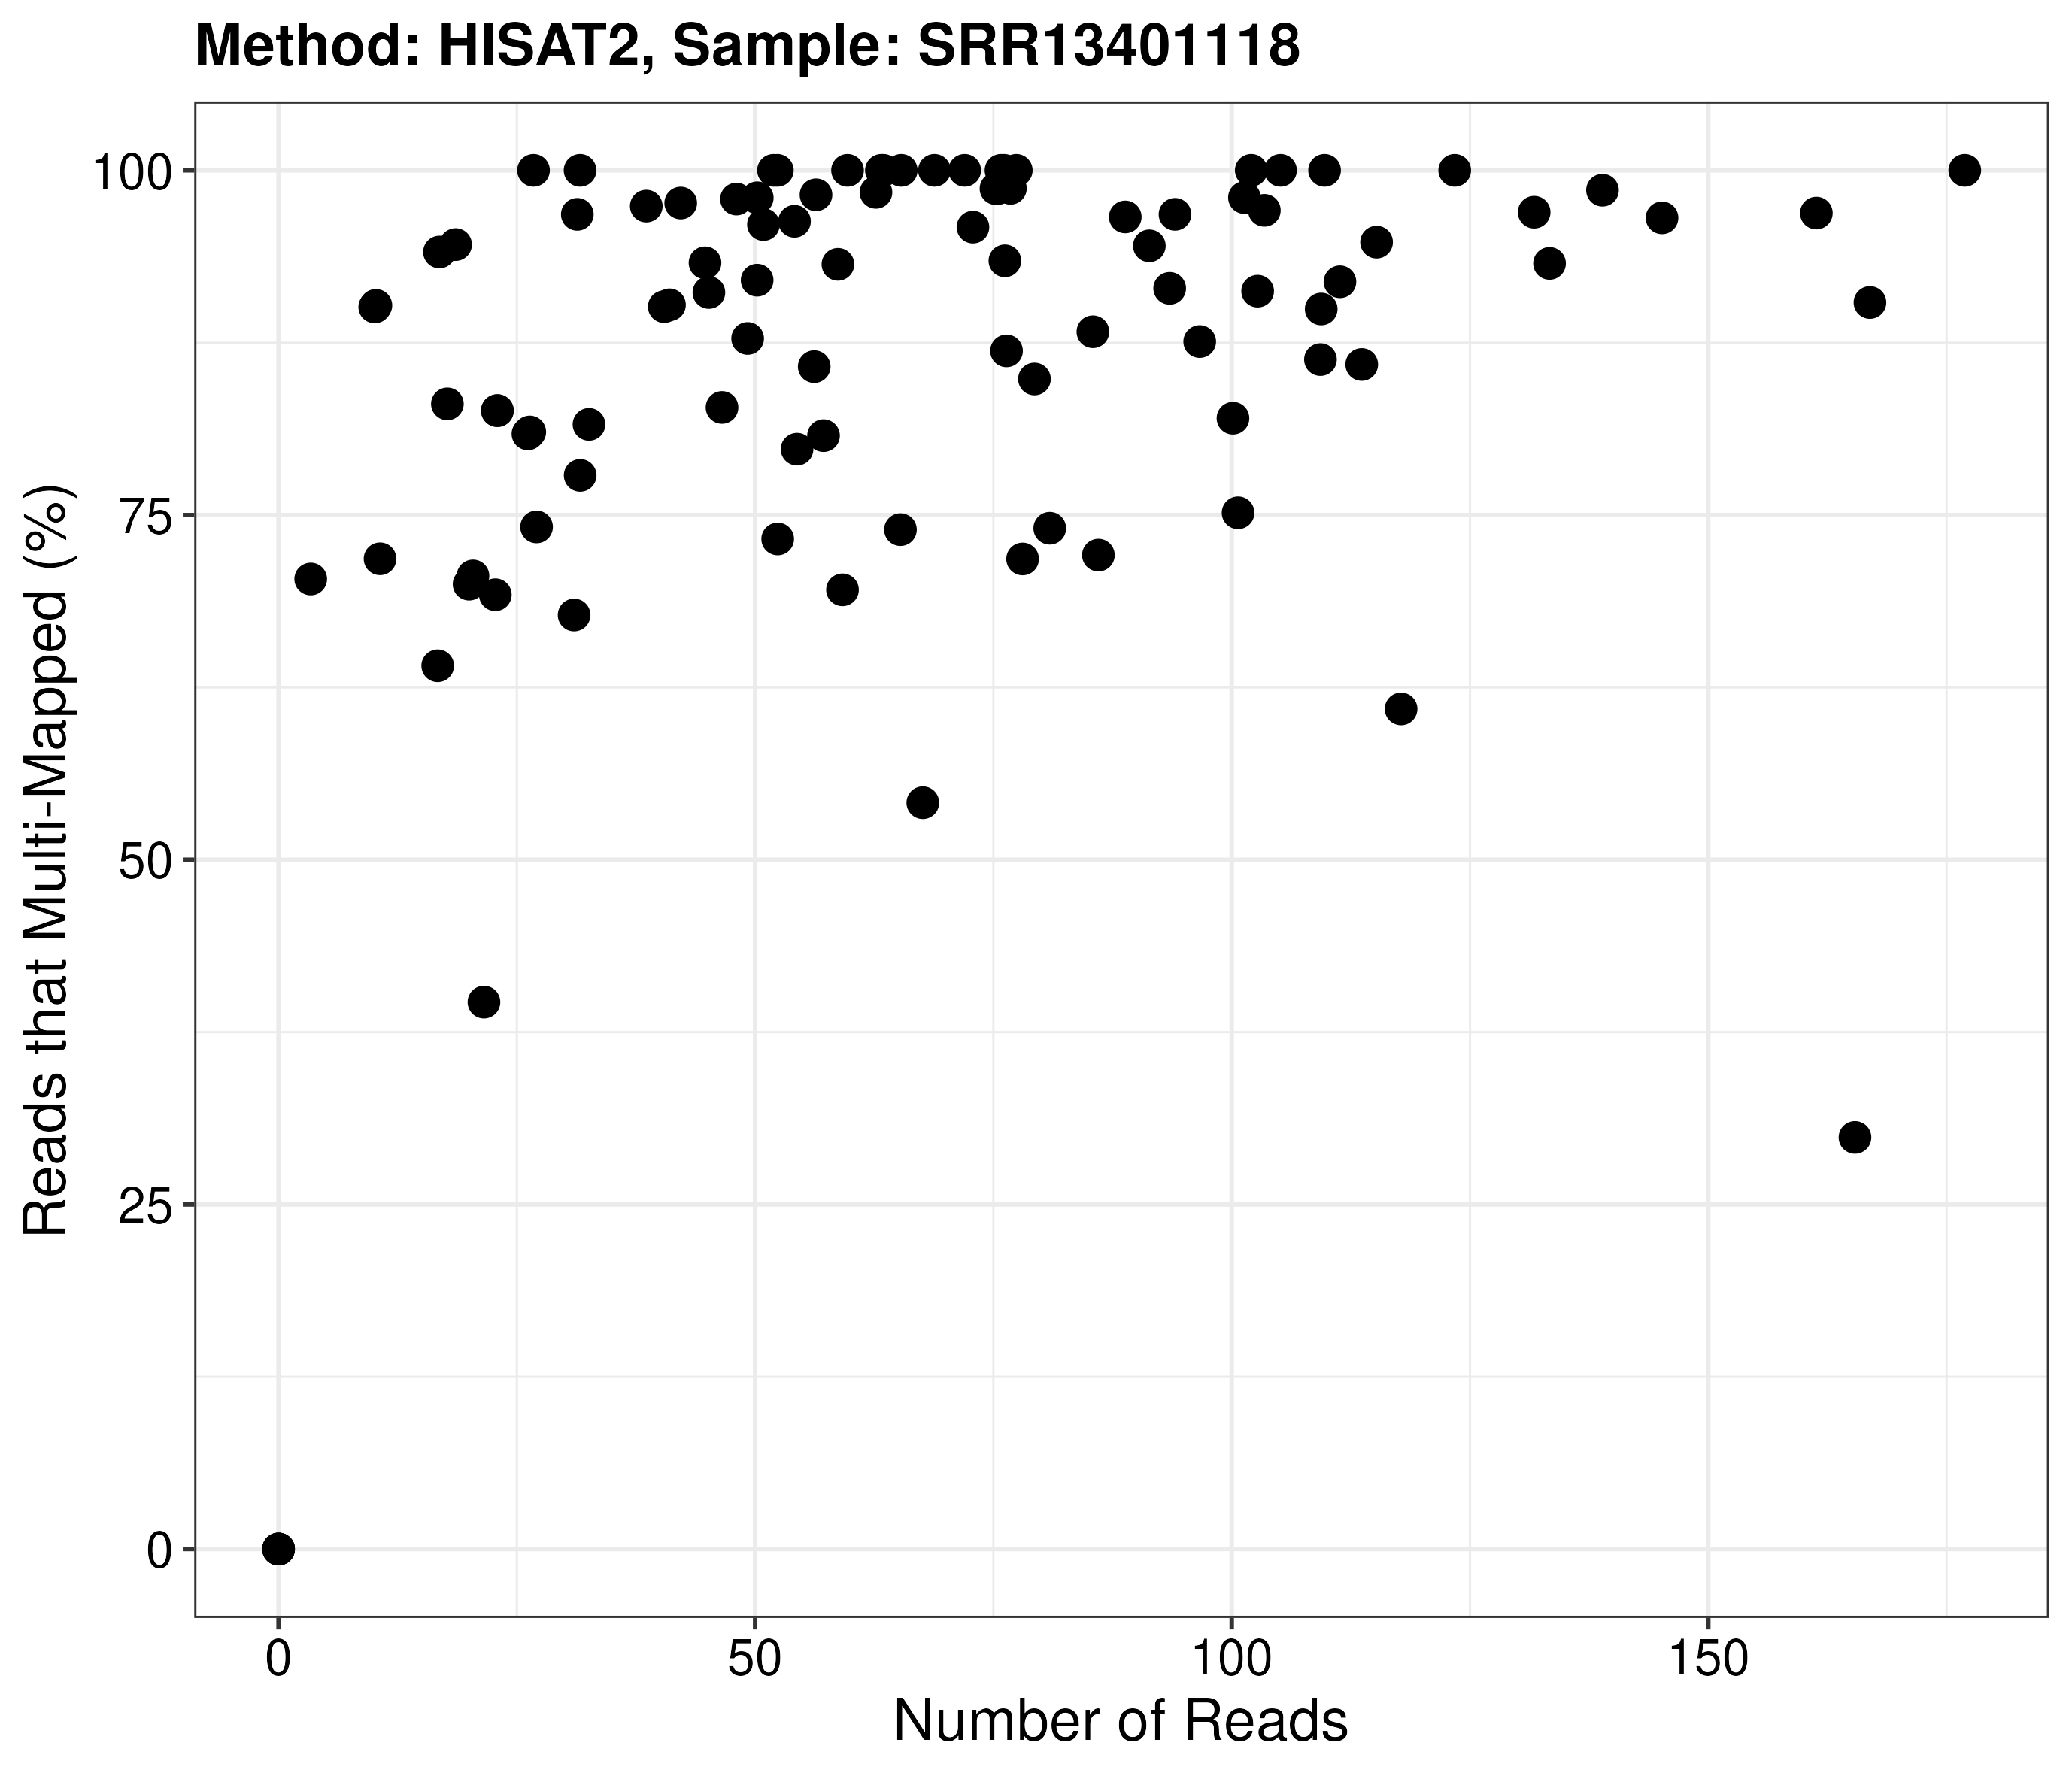 Method: HISAT2, Sample: SRR13401118
Reads that Multi-Mapped (%)
100
75
50
25
0
0 50 100 150
Number of Reads